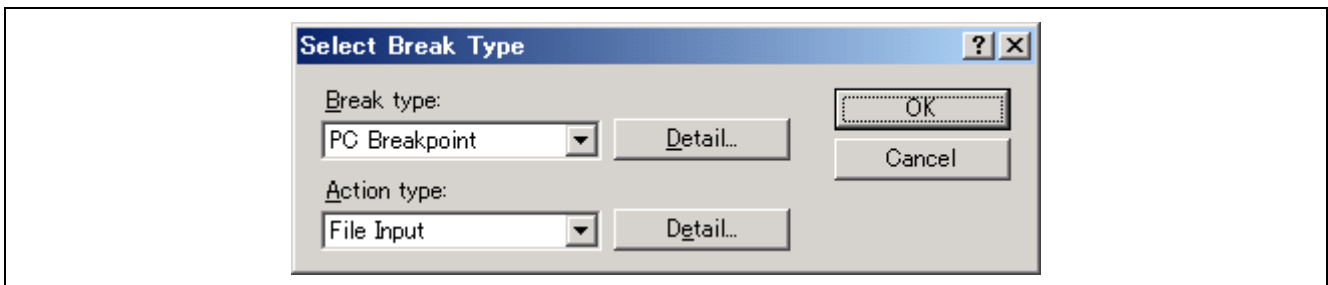 Select Break Type
Break type:
PC Breakpoint
Detail...
OK
Cancel
Action type:
File Input
Detail...